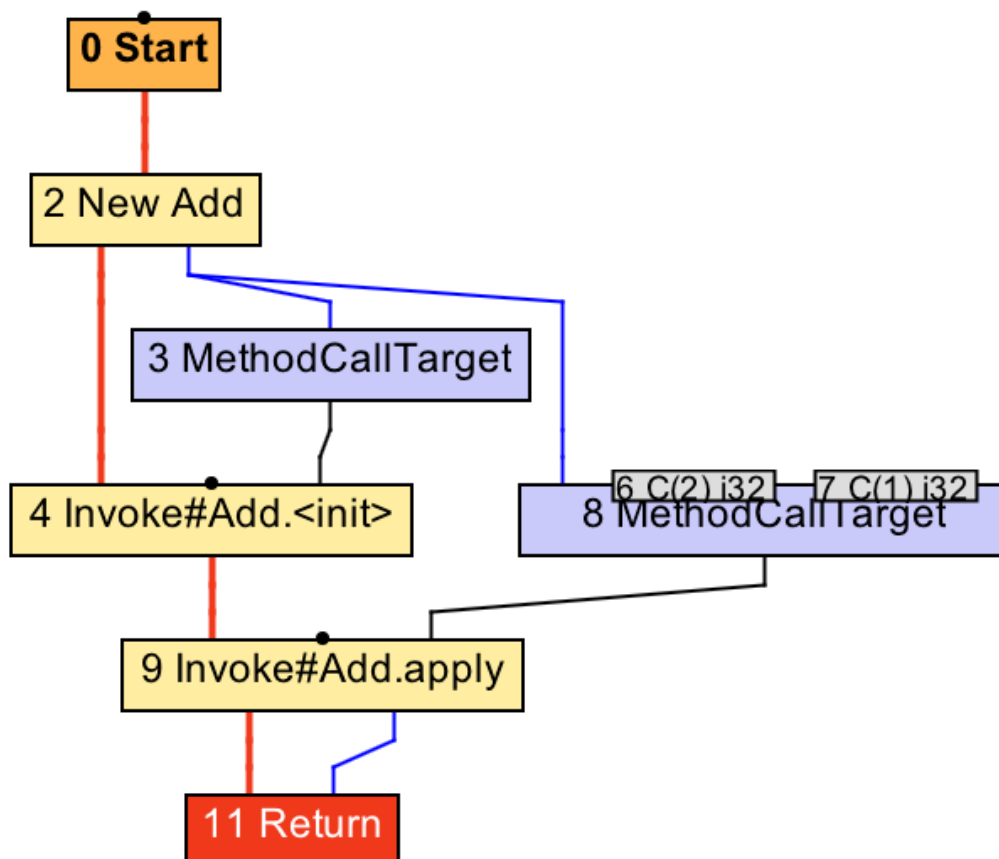 0 Start
2 New Add
3 MethodCallTarget
4 Invoke#Add.<init>
6 C(2) i32
7 C(1) i32
8 MethodCallTarget
9 Invoke#Add.apply
11 Return